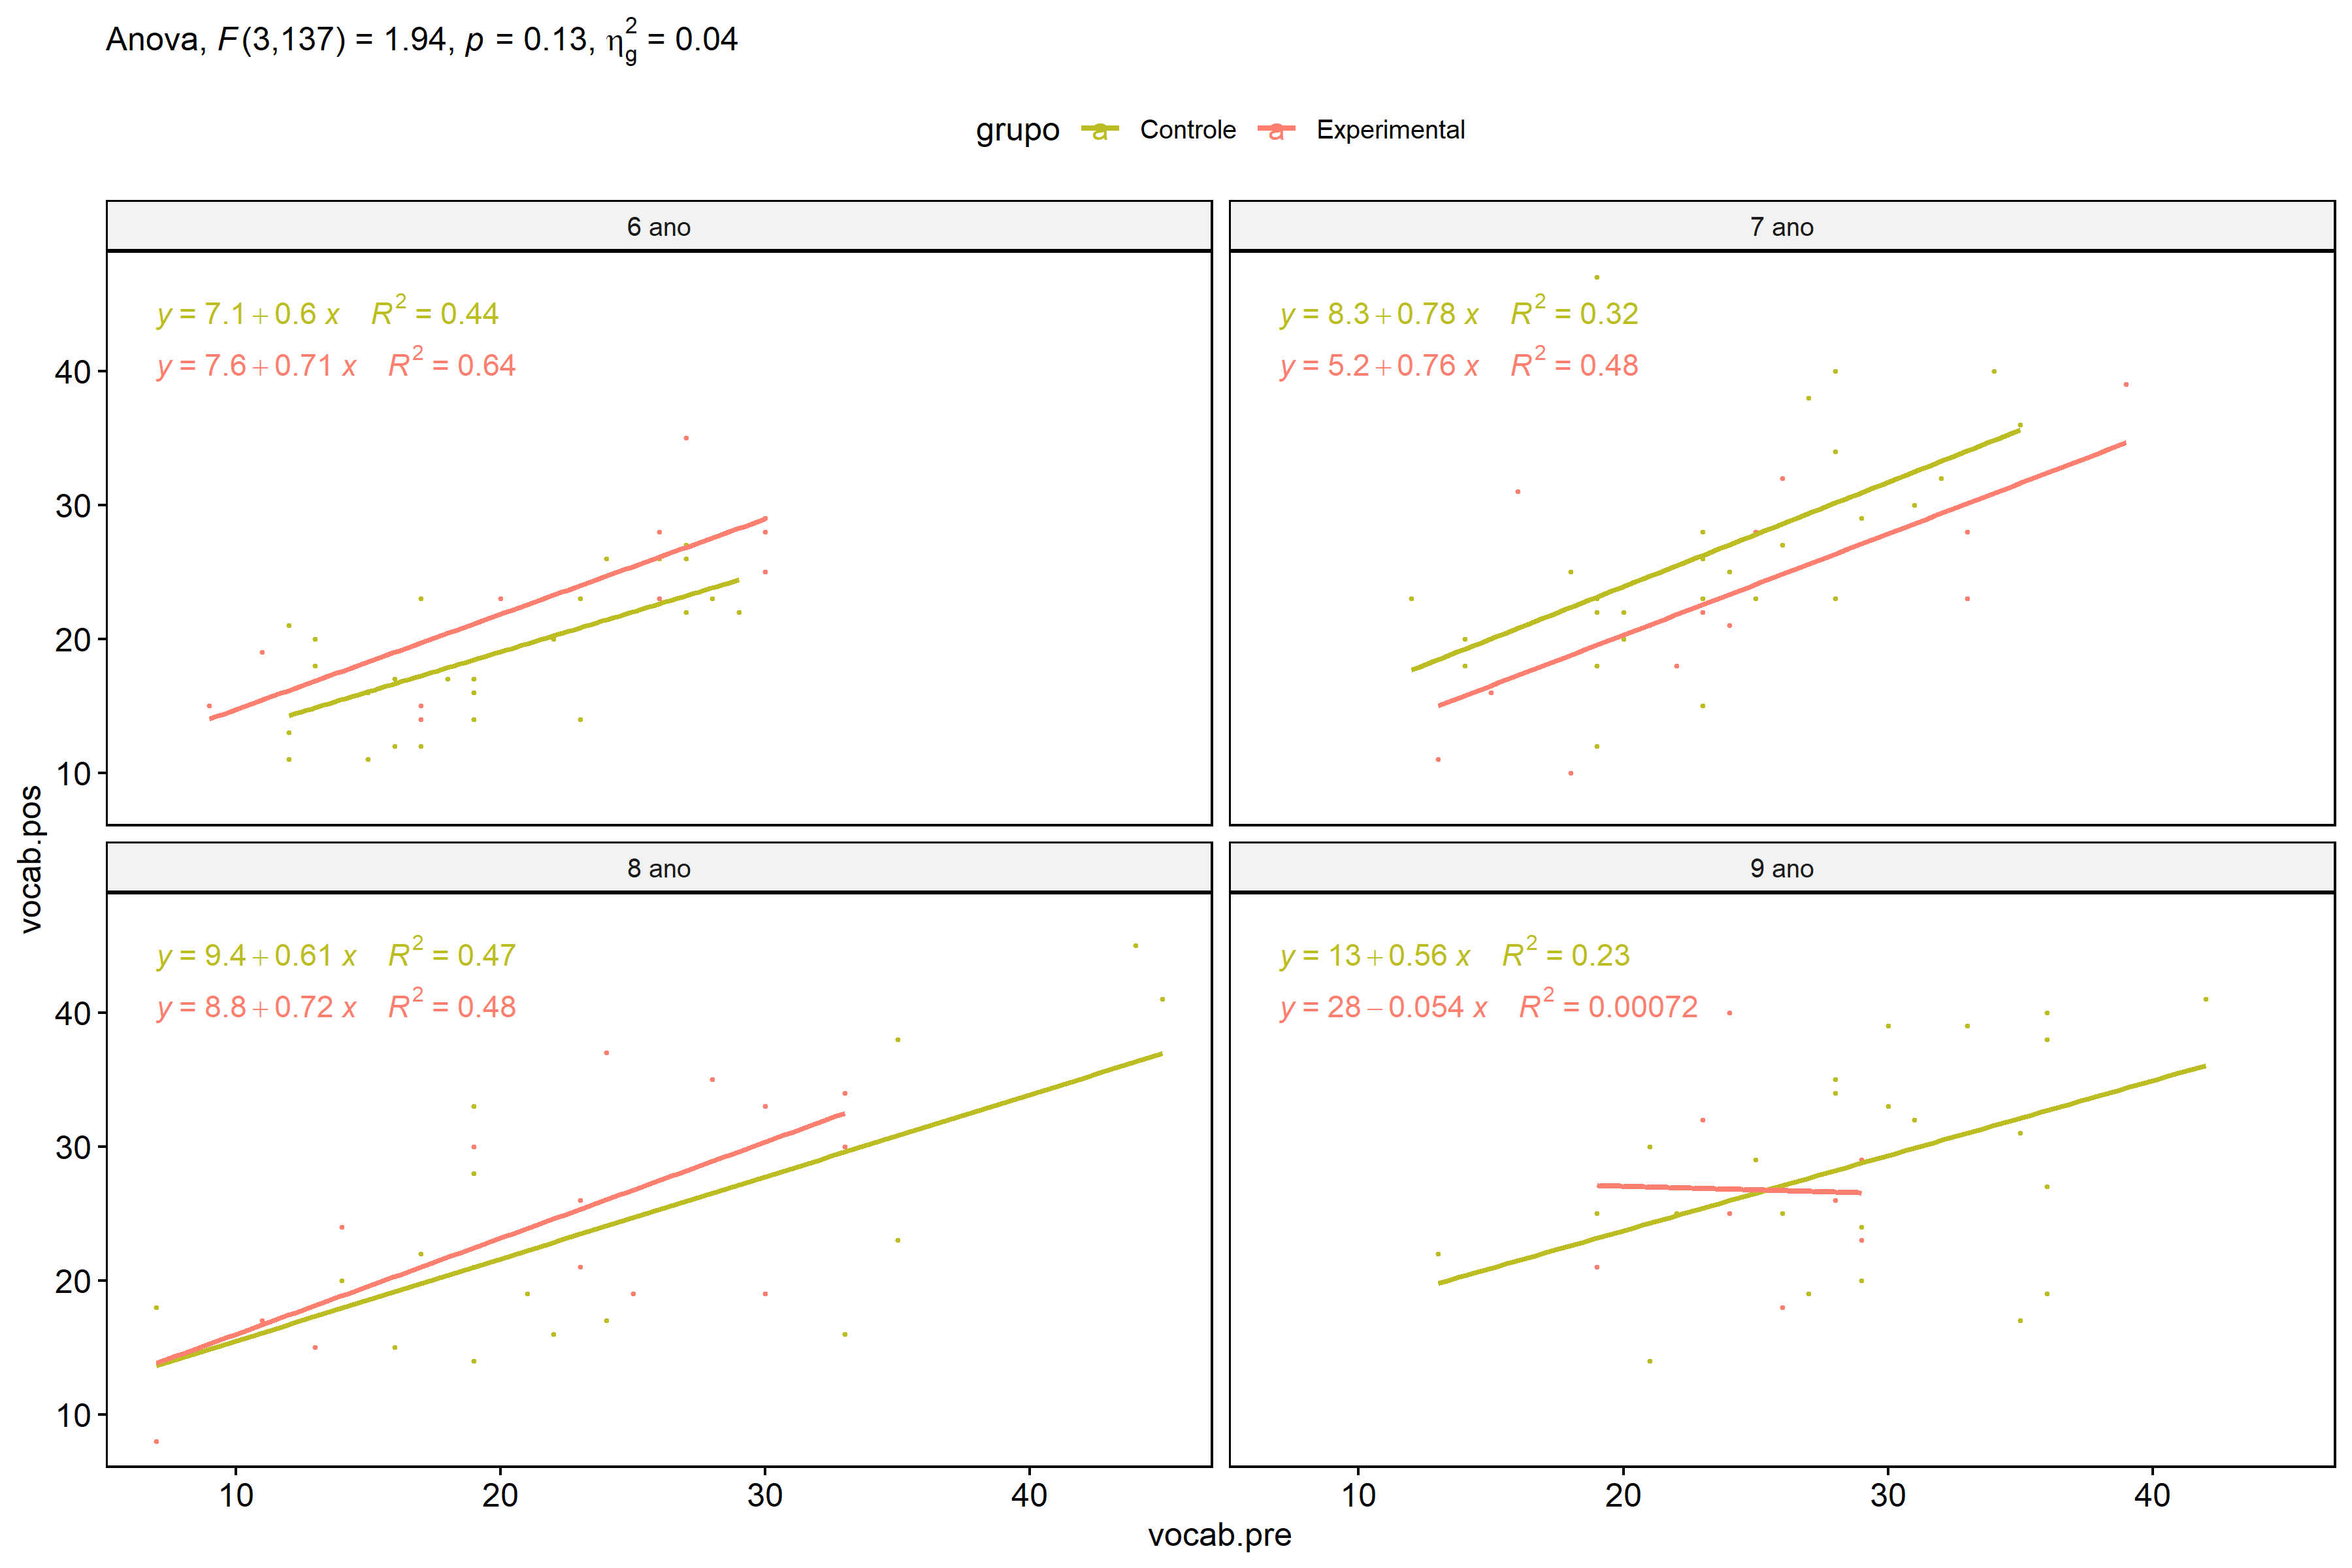 Anova, F(3,137) = 1.94, p = 0.13, η²g = 0.04
grupo a Controle a Experimental
6 ano
7 ano
y = 7.1 + 0.6 x R² = 0.44
y = 7.6 + 0.71 x R² = 0.64
y = 8.3 + 0.78 x R² = 0.32
y = 5.2 + 0.76 x R² = 0.48
40
30
20
10
8 ano
9 ano
y = 9.4 + 0.61 x R² = 0.47
y = 8.8 + 0.72 x R² = 0.48
y = 13 + 0.56 x R² = 0.23
y = 28 − 0.054 x R² = 0.00072
40
30
20
10
10 20 30 40
10 20 30 40
vocab.pre
vocab.pos